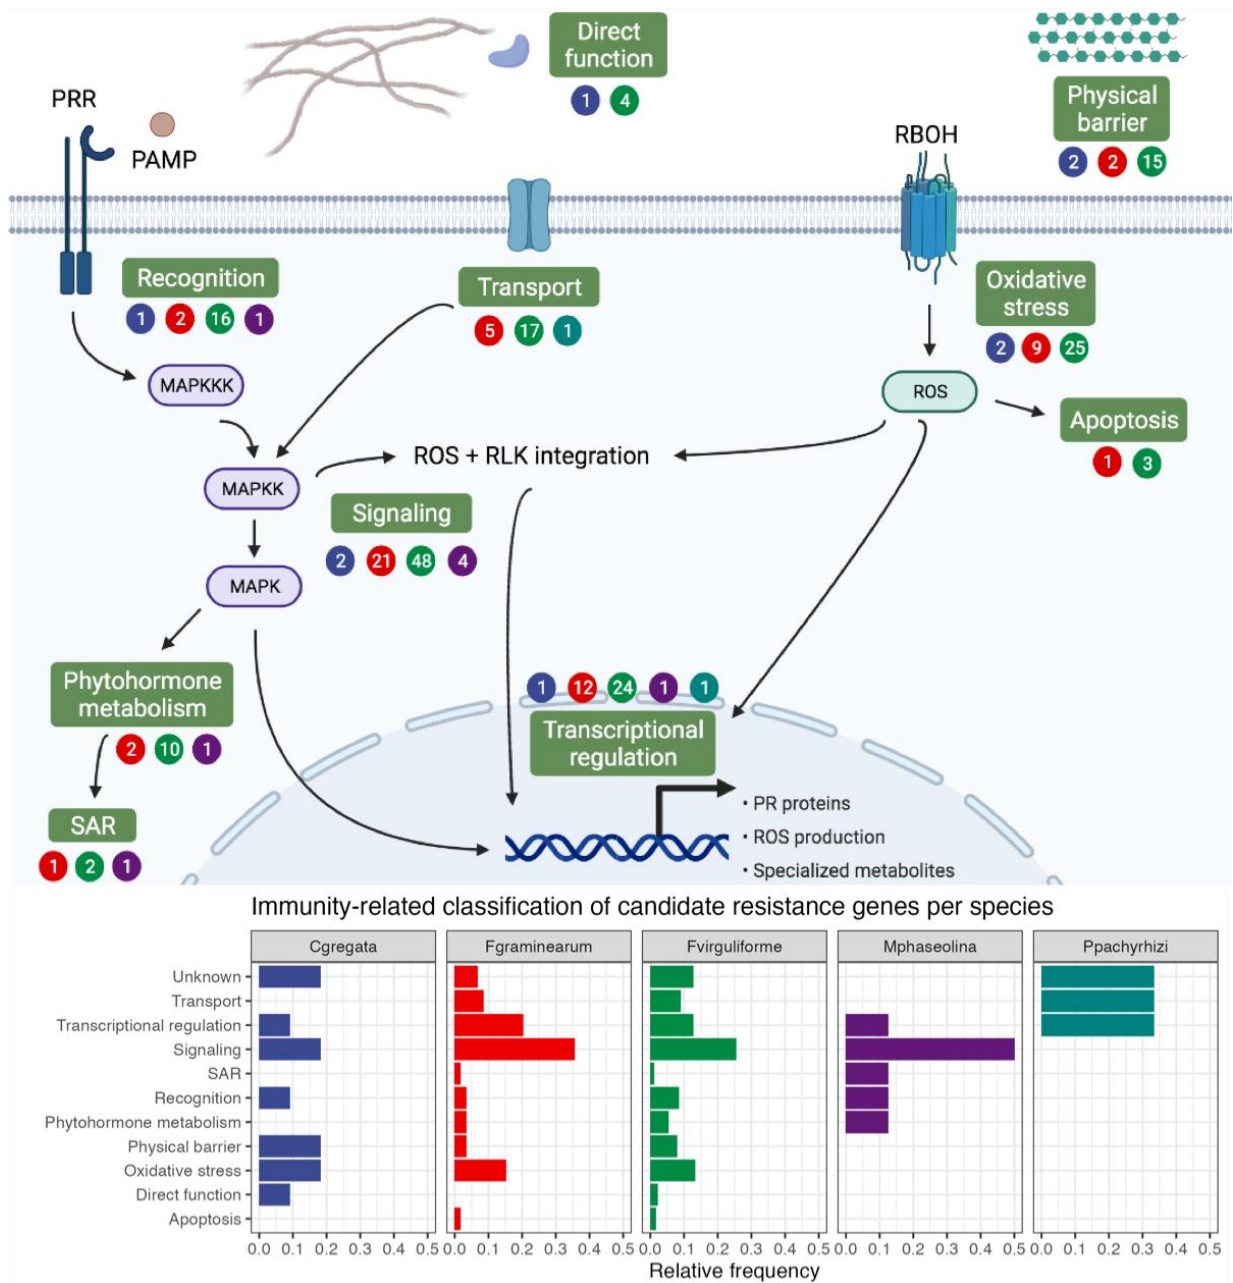 Direct
function
1 4
PRR
PAMP
Physical
barrier
2 2 15
RBOH
Recognition
1 2 16 1
Transport
5 17 1
Oxidative
stress
2 9 25
MAPKKK
ROS
Apoptosis
1 3
ROS + RLK integration
MAPKK
Signaling
2 21 48 4
MAPK
Phytohormone
metabolism
2 10 1
1 12 24 1 1
Transcriptional
regulation
SAR
1 2 1
• PR proteins
• ROS production
• Specialized metabolites
Immunity-related classification of candidate resistance genes per species
Cgregata Fgraminearum Fvirguliforme Mphaseolina Ppachyrhizi
Unknown
Transport
Transcriptional regulation
Signaling
SAR
Recognition
Phytohormone metabolism
Physical barrier
Oxidative stress
Direct function
Apoptosis
0.0 0.1 0.2 0.3 0.4 0.5 0.0 0.1 0.2 0.3 0.4 0.5 0.0 0.1 0.2 0.3 0.4 0.5 0.0 0.1 0.2 0.3 0.4 0.5 0.0 0.1 0.2 0.3 0.4 0.5
Relative frequency